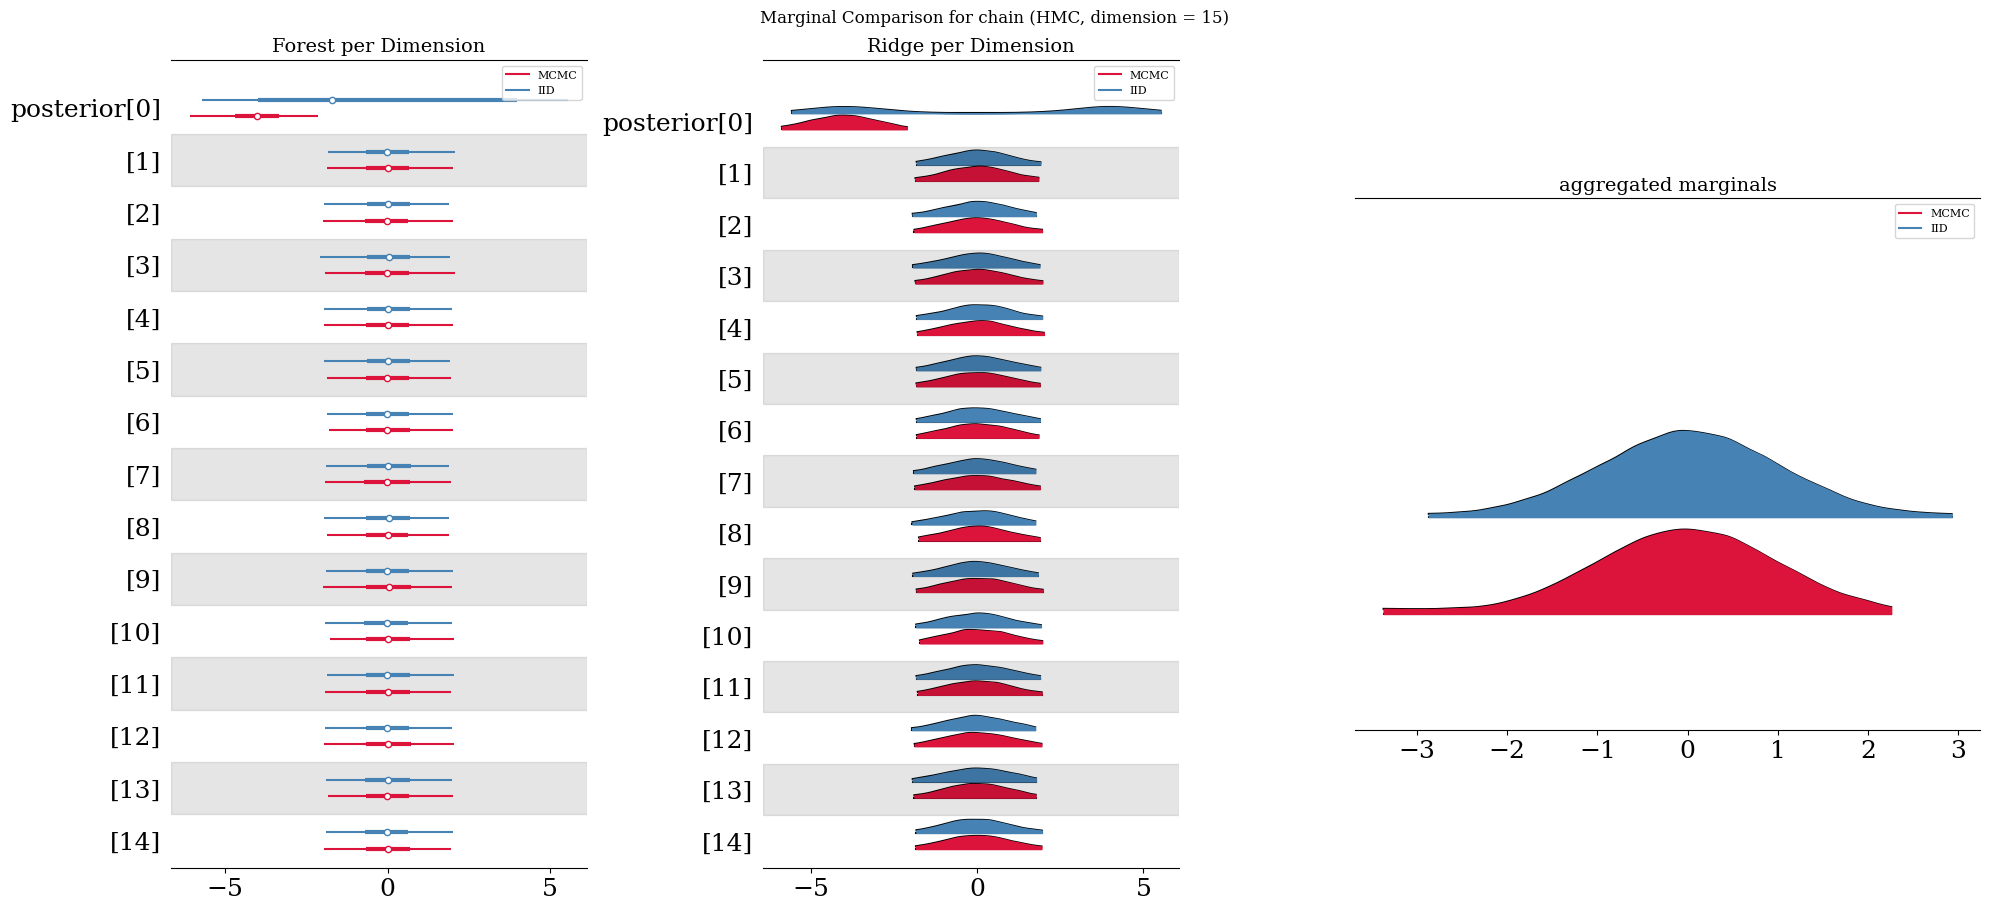 Marginal Comparison for chain (HMC, dimension = 15)
Forest per Dimension
MCMC
IID
posterior[0]
[1]
[2]
[3]
[4]
[5]
[6]
[7]
[8]
[9]
[10]
[11]
[12]
[13]
[14]
−5 0 5
Ridge per Dimension
MCMC
IID
posterior[0]
[1]
[2]
[3]
[4]
[5]
[6]
[7]
[8]
[9]
[10]
[11]
[12]
[13]
[14]
−5 0 5
aggregated marginals
MCMC
IID
−3 −2 −1 0 1 2 3